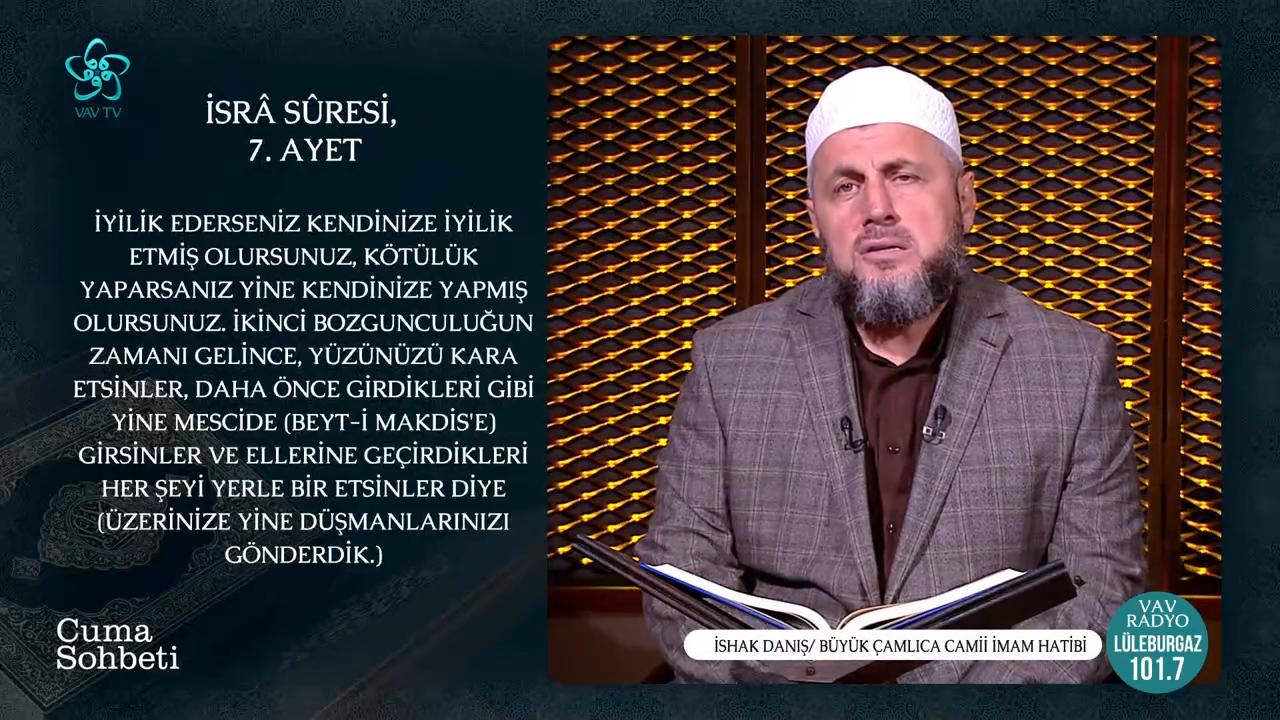 VAV TV
İSRÂ SÛRESİ,
7. AYET
İYİLİK EDERSENİZ KENDİNİZE İYİLİK
ETMİŞ OLURSUNUZ, KÖTÜLÜK
YAPARSANIZ YİNE KENDİNİZE YAPMIŞ
OLURSUNUZ. İKİNCİ BOZGUNCULUĞUN
ZAMANI GELİNCE, YÜZÜNÜZÜ KARA
ETSİNLER, DAHA ÖNCE GİRDİKLERİ GİBİ
YİNE MESCİDE (BEYT-İ MAKDİS'E)
GİRSİNLER VE ELLERİNE GEÇİRDİKLERİ
HER ŞEYİ YERLE BİR ETSİNLER DİYE
(ÜZERİNİZE YİNE DÜŞMANLARINIZI
GÖNDERDİK.)
Cuma
Sohbeti
İSHAK DANIŞ/ BÜYÜK ÇAMLICA CAMİİ İMAM HATİBİ
VAV
RADYO
LÜLEBURGAZ
101.7